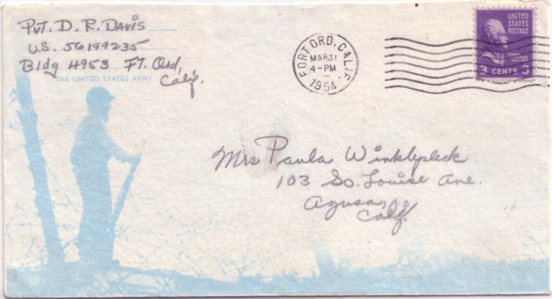 Pvt. D. R. Davis
U.S. 56199235
Bldg 4953 Ft. Ord,
Calif.
THE UNITED STATES ARMY
FORT ORD, CALIF.
MAR 31
4-PM
1954
UNITED
STATES
POSTAGE
3 CENTS 3
Mrs Paula Winklepleck
103 So. Louise Ave.
Azusa,
Calif.